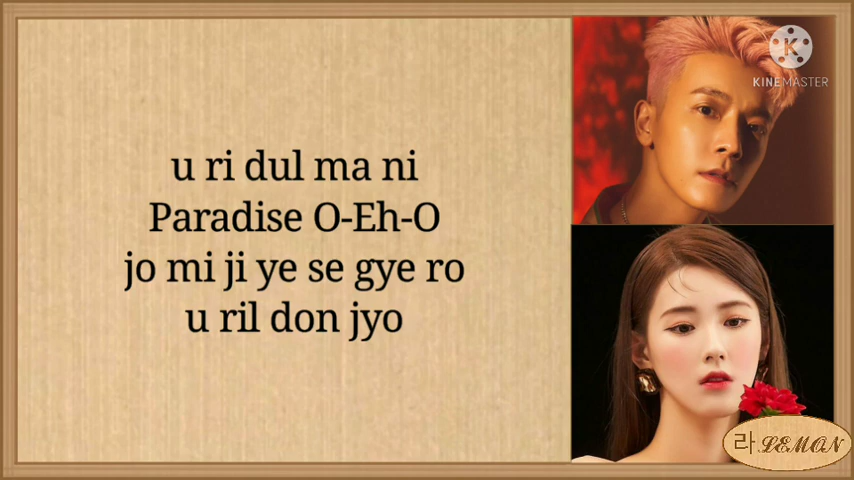 u ri dul ma ni
Paradise O-Eh-O
jo mi ji ye se gye ro
u ril don jyo
K
KINEMASTER
라 LEMON